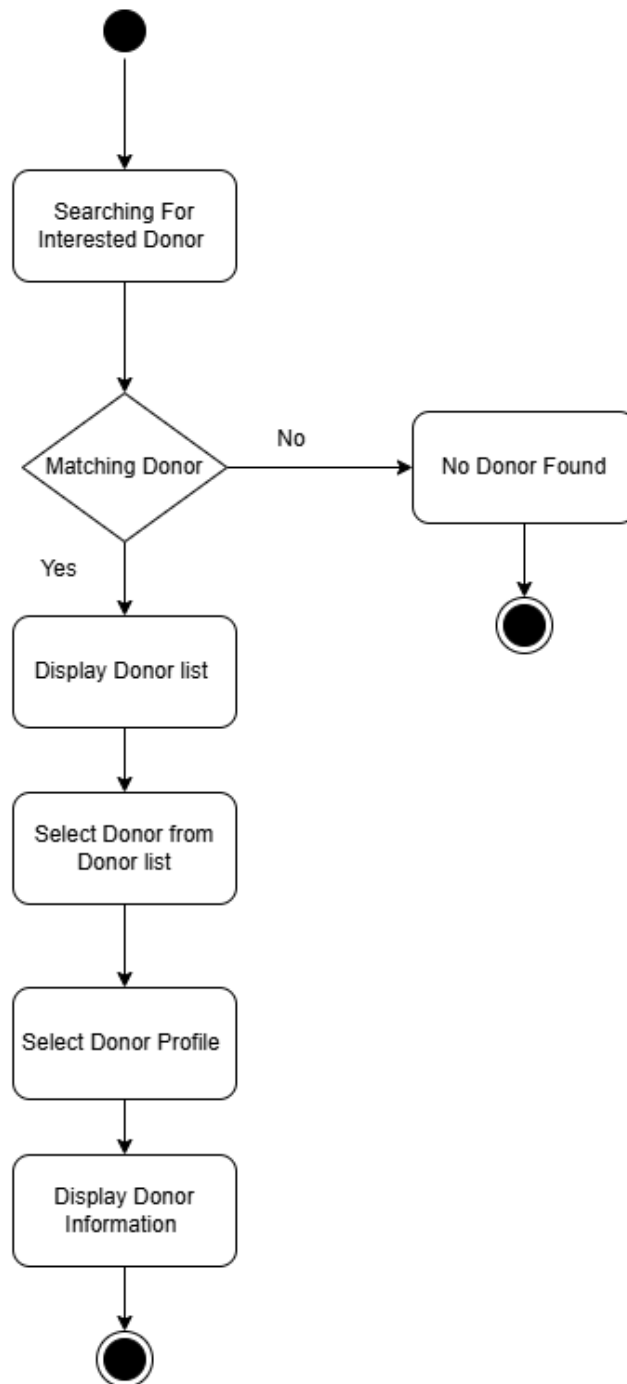 Searching For
Interested Donor
Matching Donor
No
No Donor Found
Yes
Display Donor list
Select Donor from
Donor list
Select Donor Profile
Display Donor
Information